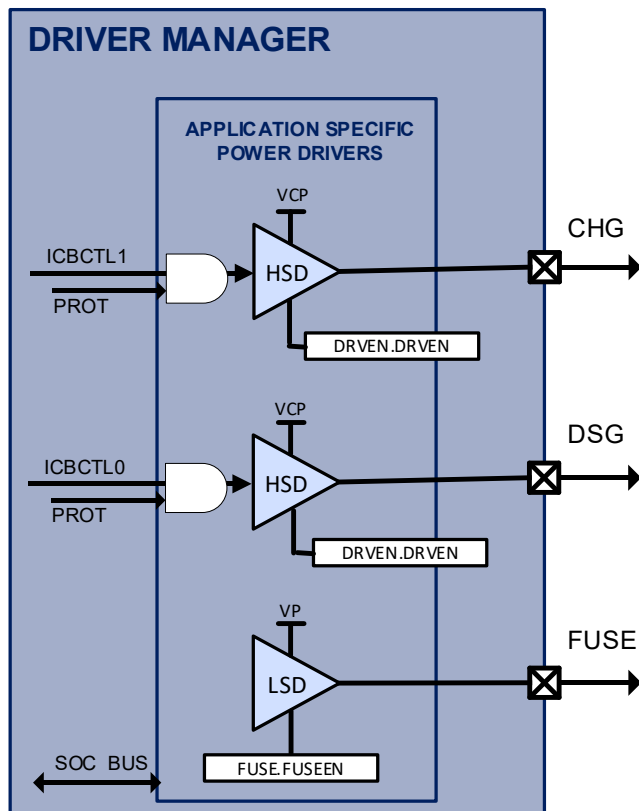 DRIVER MANAGER
APPLICATION SPECIFIC
POWER DRIVERS
VCP
CHG
ICBCTL1
HSD
PROT
DRVEN.DRVEN
VCP
DSG
ICBCTL0
HSD
PROT
DRVEN.DRVEN
VP
FUSE
LSD
SOC BUS
FUSE.FUSEEN